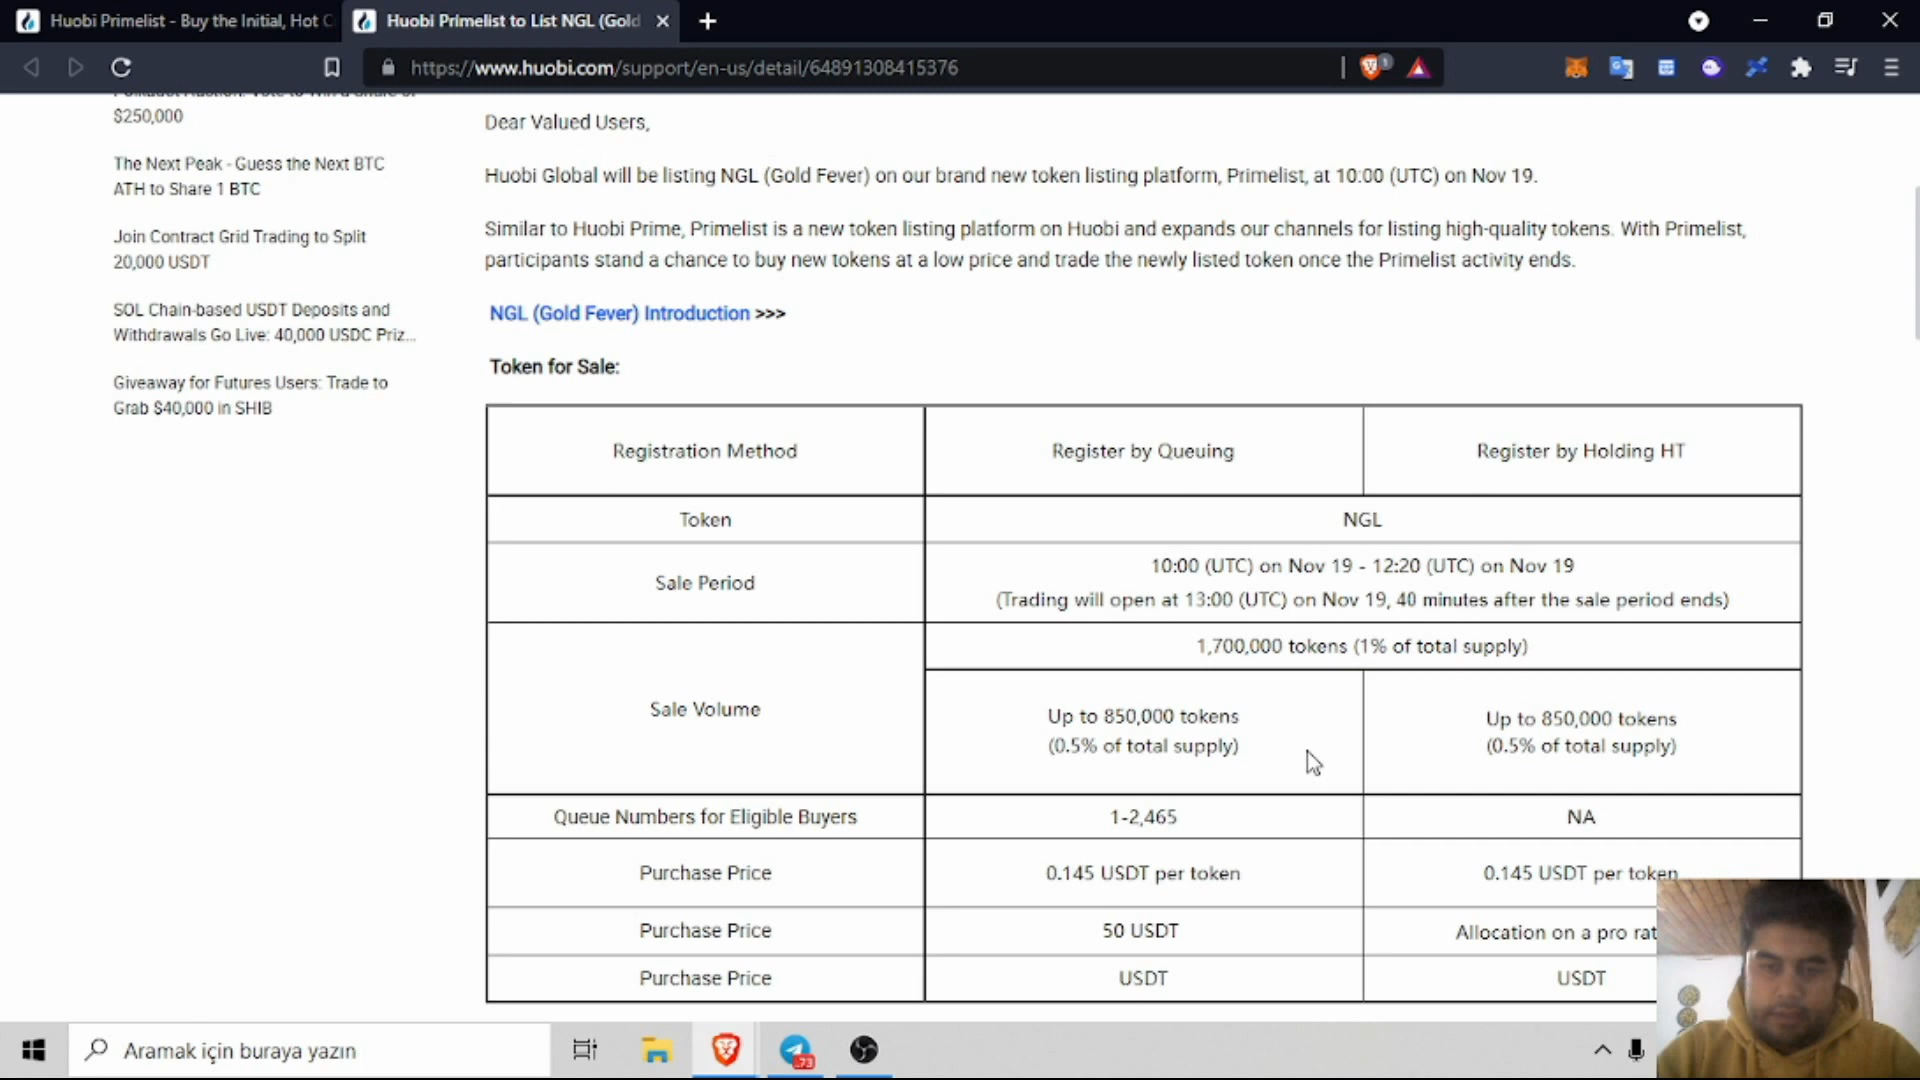 Huobi Primelist - Buy the Initial, Hot C
Huobi Primelist to List NGL (Gold
https://www.huobi.com/support/en-us/detail/64891308415376
1
$250,000
The Next Peak - Guess the Next BTC
ATH to Share 1 BTC
Join Contract Grid Trading to Split
20,000 USDT
SOL Chain-based USDT Deposits and
Withdrawals Go Live: 40,000 USDC Priz...
Giveaway for Futures Users: Trade to
Grab $40,000 in SHIB
Dear Valued Users,
Huobi Global will be listing NGL (Gold Fever) on our brand new token listing platform, Primelist, at 10:00 (UTC) on Nov 19.
Similar to Huobi Prime, Primelist is a new token listing platform on Huobi and expands our channels for listing high-quality tokens. With Primelist,
participants stand a chance to buy new tokens at a low price and trade the newly listed token once the Primelist activity ends.
NGL (Gold Fever) Introduction >>>
Token for Sale:
Registration Method
Register by Queuing
Register by Holding HT
Token
NGL
Sale Period
10:00 (UTC) on Nov 19 - 12:20 (UTC) on Nov 19
(Trading will open at 13:00 (UTC) on Nov 19, 40 minutes after the sale period ends)
Sale Volume
1,700,000 tokens (1% of total supply)
Up to 850,000 tokens
(0.5% of total supply)
Up to 850,000 tokens
(0.5% of total supply)
Queue Numbers for Eligible Buyers
1-2,465
NA
Purchase Price
0.145 USDT per token
0.145 USDT per token
Purchase Price
50 USDT
Allocation on a pro rat
Purchase Price
USDT
USDT
Aramak için buraya yazın